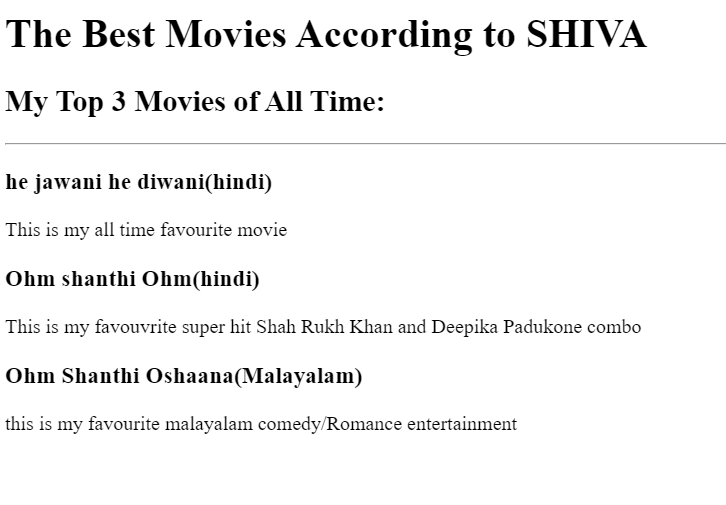 The Best Movies According to SHIVA
My Top 3 Movies of All Time:
he jawani he diwani(hindi)
This is my all time favourite movie
Ohm shanthi Ohm(hindi)
This is my favouvrite super hit Shah Rukh Khan and Deepika Padukone combo
Ohm Shanthi Oshaana(Malayalam)
this is my favourite malayalam comedy/Romance entertainment